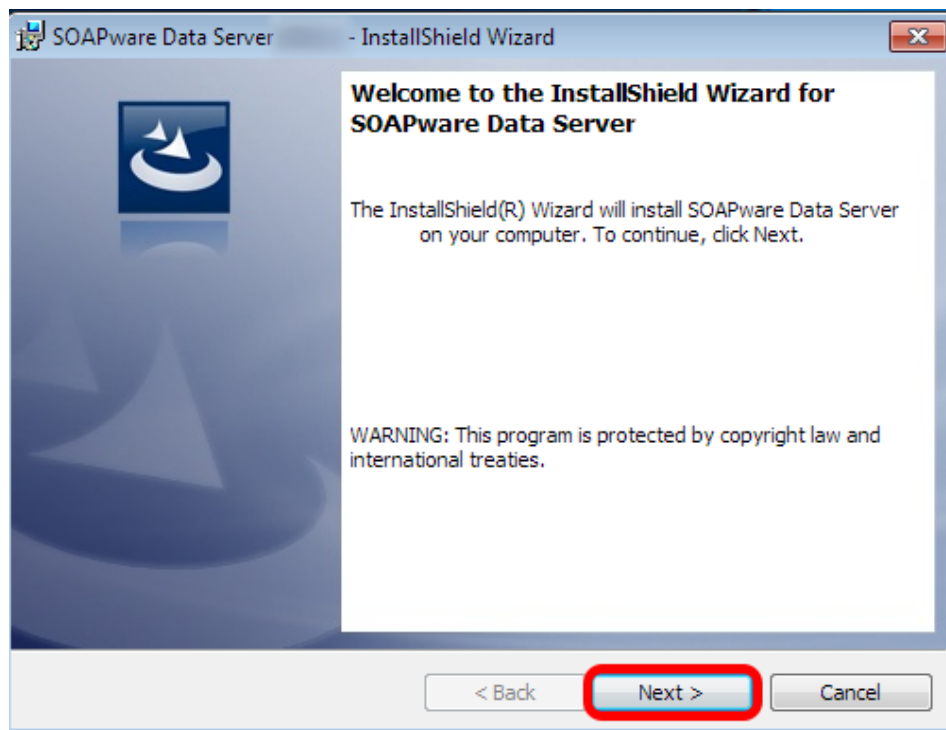 SOAPware Data Server - InstallShield Wizard
Welcome to the InstallShield Wizard for
SOAPware Data Server
The InstallShield(R) Wizard will install SOAPware Data Server
on your computer. To continue, click Next.
WARNING: This program is protected by copyright law and
international treaties.
< Back Next > Cancel